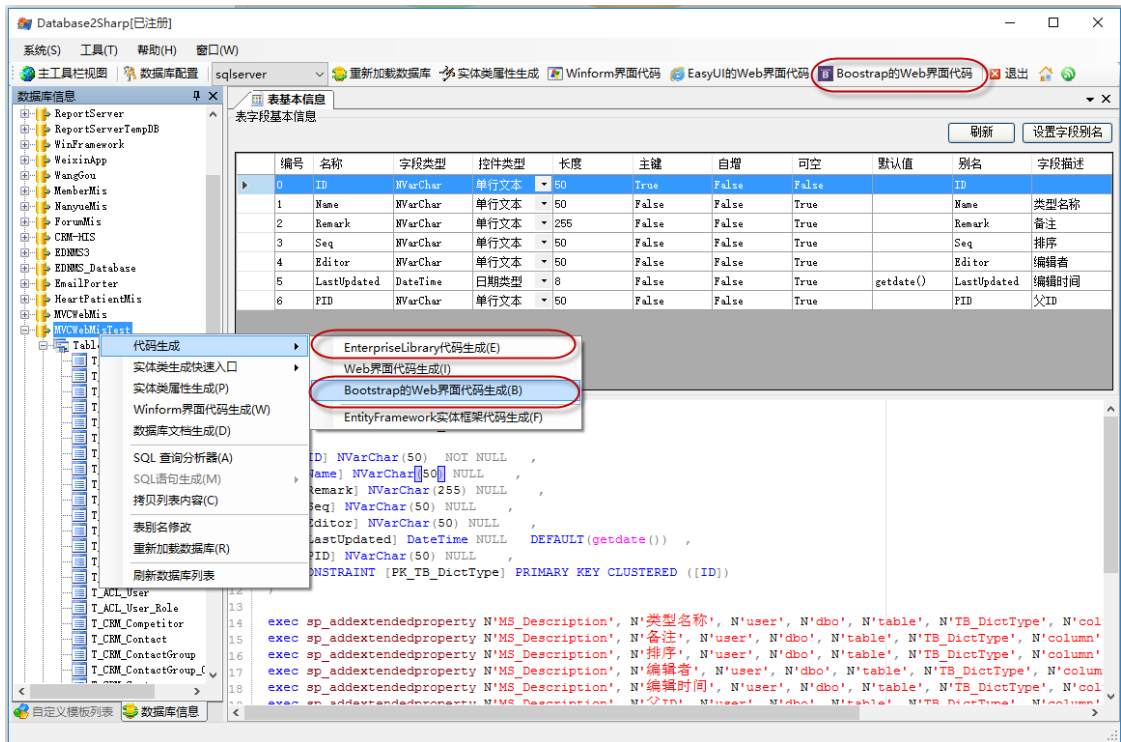 Database2Sharp[已注册]
系统(S) 工具(T) 帮助(H) 窗口(W)
主工具栏视图 数据库配置 sqlserver 重新加载数据库 实体类属性生成 Winform界面代码 EasyUI的Web界面代码 Boostrap的Web界面代码 退出
数据库信息
ReportServer
ReportServerTempDB
WinFramework
WeixinApp
WangGou
MemberMis
NanyueMis
ForumMis
CRM-HIS
EDNMS3
EDNMS_Database
EmailPorter
HeartPatientMis
MVCWebMis
MVCWebMisTest
Tabl
T_ACL_User
T_ACL_User_Role
T_CRM_Competitor
T_CRM_Contact
T_CRM_ContactGroup
T_CRM_ContactGroup_C
自定义模板列表 数据库信息
表基本信息
表字段基本信息
刷新 设置字段别名
编号 名称 字段类型 控件类型 长度 主键 自增 可空 默认值 别名 字段描述
0 ID NVarChar 单行文本 50 True False False ID
1 Name NVarChar 单行文本 50 False False True Name 类型名称
2 Remark NVarChar 单行文本 255 False False True Remark 备注
3 Seq NVarChar 单行文本 50 False False True Seq 排序
4 Editor NVarChar 单行文本 50 False False True Editor 编辑者
5 LastUpdated DateTime 日期类型 8 False False True getdate() LastUpdated 编辑时间
6 PID NVarChar 单行文本 50 False False True PID 父ID
代码生成
实体类生成快速入口
实体类属性生成(P)
Winform界面代码生成(W)
数据库文档生成(D)
SQL 查询分析器(A)
SQL语句生成(M)
拷贝列表内容(C)
表别名修改
重新加载数据库(R)
刷新数据库列表
EnterpriseLibrary代码生成(E)
Web界面代码生成(I)
Bootstrap的Web界面代码生成(B)
EntityFramework实体框架代码生成(F)
ID] NVarChar(50) NOT NULL ,
Name] NVarChar(50) NULL ,
Remark] NVarChar(255) NULL ,
Seq] NVarChar(50) NULL ,
Editor] NVarChar(50) NULL ,
LastUpdated] DateTime NULL DEFAULT(getdate()) ,
PID] NVarChar(50) NULL ,
ONSTRAINT [PK_TB_DictType] PRIMARY KEY CLUSTERED ([ID])
12 )
13
14 exec sp_addextendedproperty N'MS_Description', N'类型名称', N'user', N'dbo', N'table', N'TB_DictType', N'col
15 exec sp_addextendedproperty N'MS_Description', N'备注', N'user', N'dbo', N'table', N'TB_DictType', N'column'
16 exec sp_addextendedproperty N'MS_Description', N'排序', N'user', N'dbo', N'table', N'TB_DictType', N'column'
17 exec sp_addextendedproperty N'MS_Description', N'编辑者', N'user', N'dbo', N'table', N'TB_DictType', N'colum
18 exec sp_addextendedproperty N'MS_Description', N'编辑时间', N'user', N'dbo', N'table', N'TB_DictType', N'col
19 exec sp_addextendedproperty N'MS_Description', N'父ID', N'user', N'dbo', N'table', N'TB_DictType', N'column'